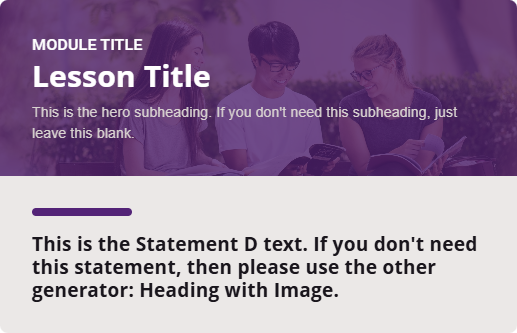 MODULE TITLE
Lesson Title
This is the hero subheading. If you don't need this subheading, just
leave this blank.
This is the Statement D text. If you don't need
this statement, then please use the other
generator: Heading with Image.